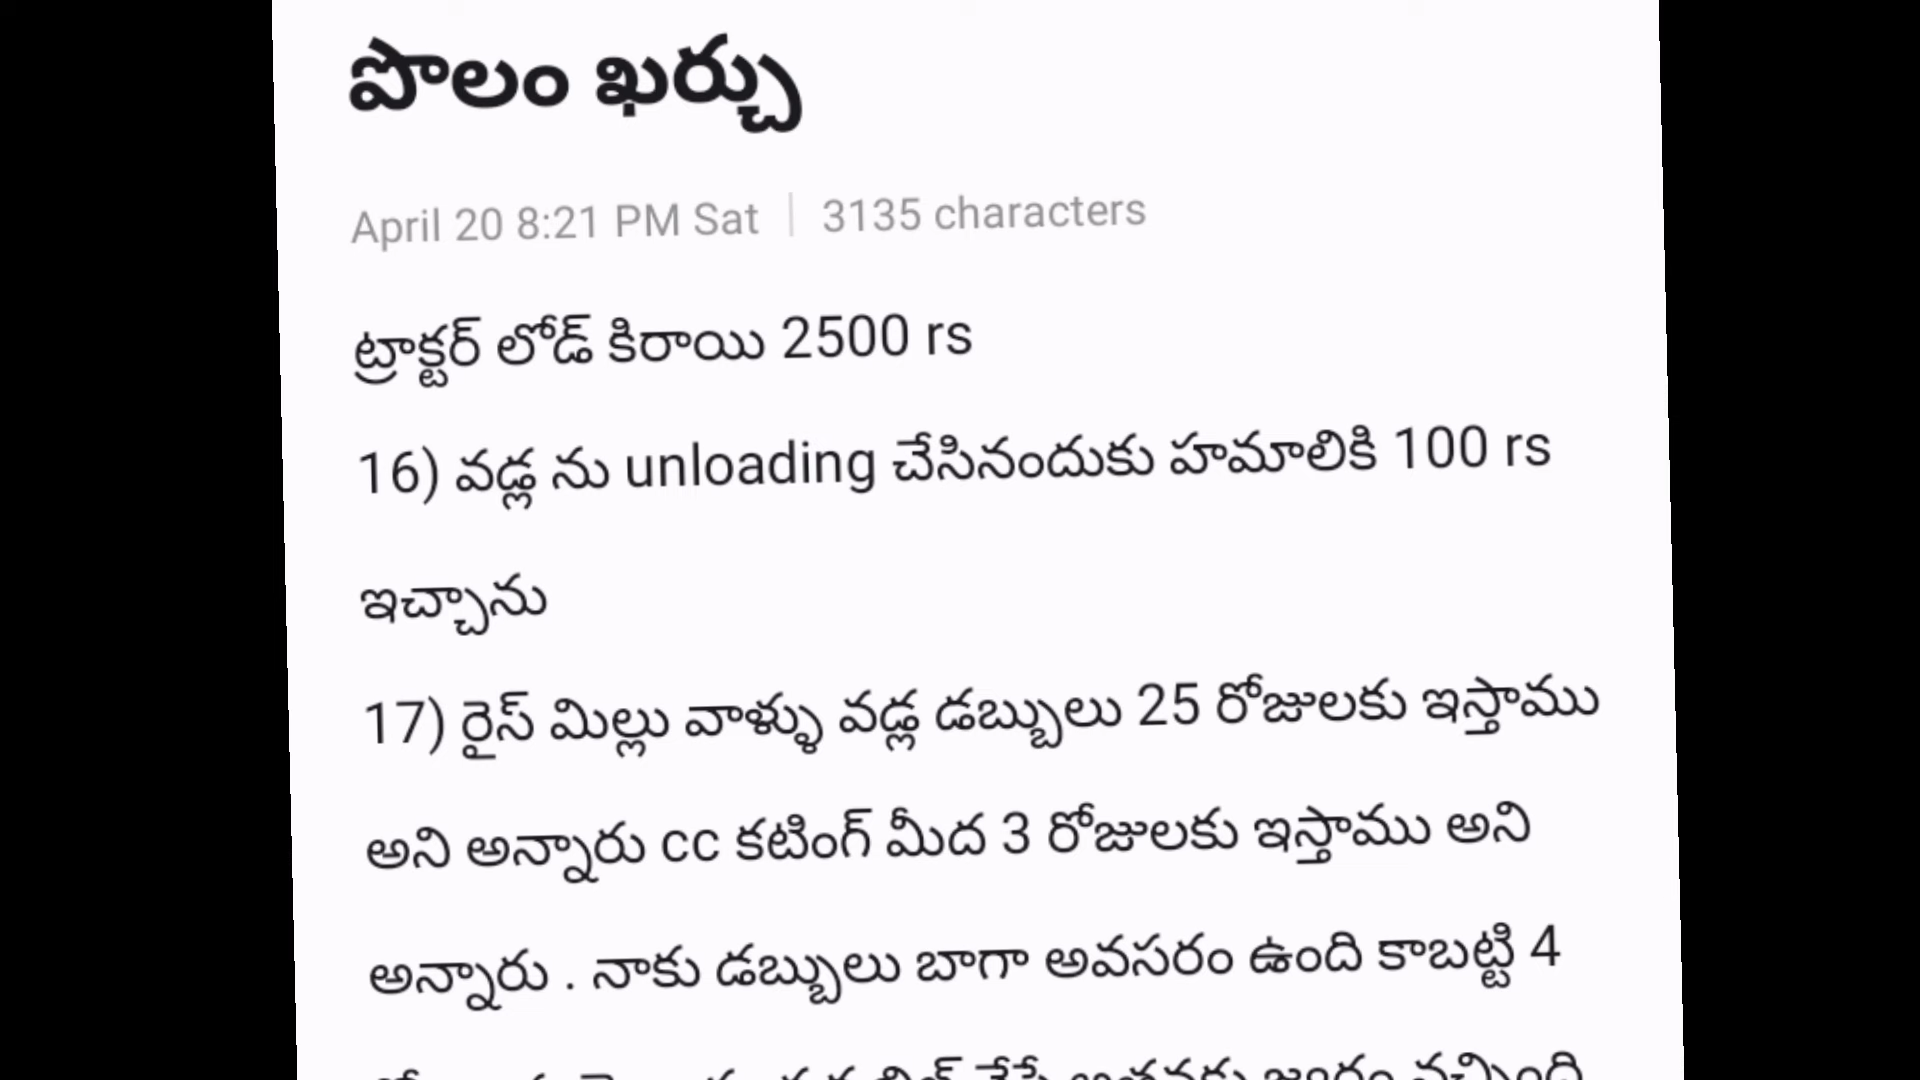 పొలం ఖర్చు
April 20 8:21 PM Sat | 3135 characters
ట్రాక్టర్ లోడ్ కిరాయి 2500 rs
16) వడ్ల ను unloading చేసినందుకు హమాలికి 100 rs
ఇచ్చాను
17) రైస్ మిల్లు వాళ్ళు వడ్ల డబ్బులు 25 రోజులకు ఇస్తాము
అని అన్నారు cc కటింగ్ మీద 3 రోజులకు ఇస్తాము అని
అన్నారు . నాకు డబ్బులు బాగా అవసరం ఉంది కాబట్టి 4